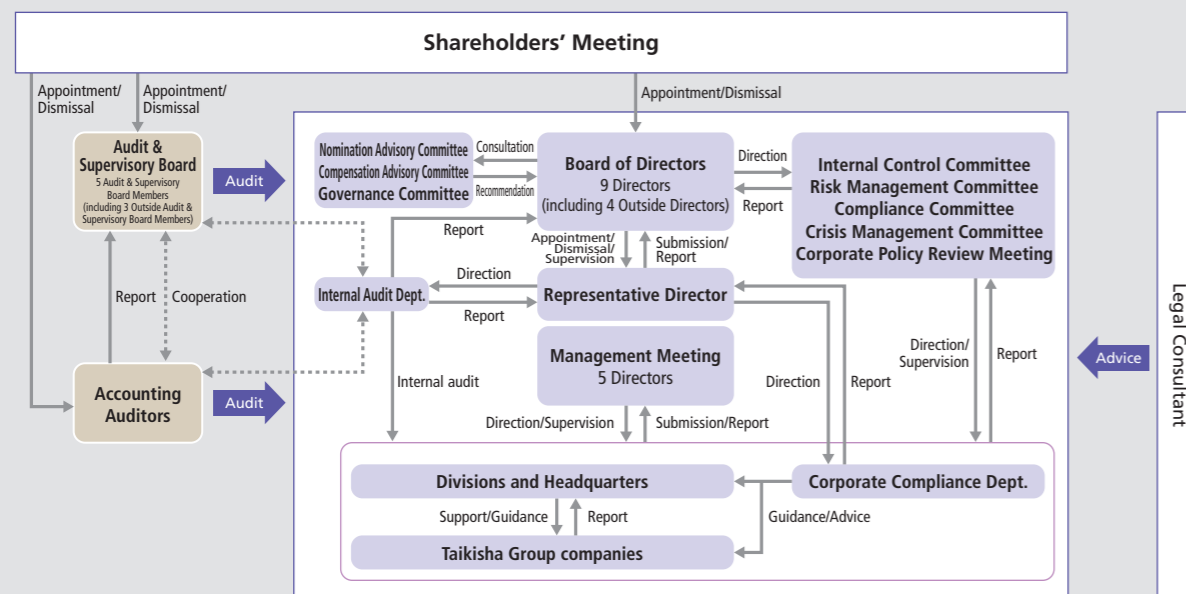 Shareholders' Meeting
Appointment/
Dismissal
Appointment/
Dismissal
Appointment/Dismissal
Audit &
Supervisory Board
5 Audit & Supervisory
Board Members
(including 3 Outside Audit &
Supervisory Board Members)
Audit
Nomination Advisory Committee
Compensation Advisory Committee
Governance Committee
Consultation
Recommendation
Board of Directors
9 Directors
(including 4 Outside Directors)
Direction
Report
Internal Control Committee
Risk Management Committee
Compliance Committee
Crisis Management Committee
Corporate Policy Review Meeting
Report
Appointment/
Dismissal/
Supervision
Submission/
Report
Report
Cooperation
Internal Audit Dept.
Direction
Report
Representative Director
Management Meeting
5 Directors
Direction
Report
Direction/
Supervision
Report
Advice
Legal Consultant
Accounting
Auditors
Audit
Internal audit
Direction/Supervision
Submission/Report
Divisions and Headquarters
Corporate Compliance Dept.
Support/Guidance
Report
Guidance/Advice
Taikisha Group companies